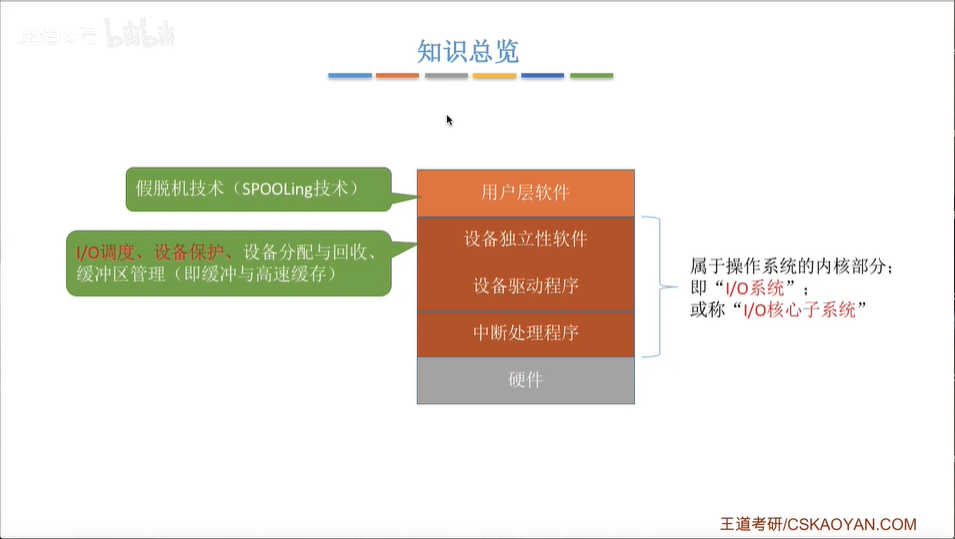 王道考研 bilibili
知识总览
假脱机技术（SPOOLing技术）
用户层软件
I/O调度、设备保护、设备分配与回收、
缓冲区管理（即缓冲与高速缓存）
设备独立性软件
设备驱动程序
中断处理程序
硬件
属于操作系统的内核部分；
即“I/O系统”；
或称“I/O核心子系统”
王道考研/CSKAOYAN.COM